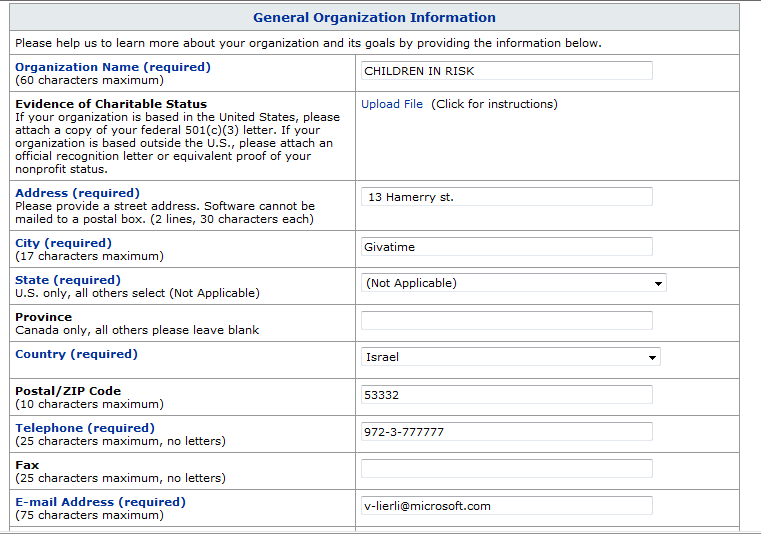 General Organization Information
Please help us to learn more about your organization and its goals by providing the information below.
Organization Name (required)
(60 characters maximum)
CHILDREN IN RISK
Evidence of Charitable Status
If your organization is based in the United States, please
attach a copy of your federal 501(c)(3) letter. If your
organization is based outside the U.S., please attach an
official recognition letter or equivalent proof of your
nonprofit status.
Upload File (Click for instructions)
Address (required)
Please provide a street address. Software cannot be
mailed to a postal box. (2 lines, 30 characters each)
13 Hamerry st.
City (required)
(17 characters maximum)
Givatime
State (required)
U.S. only, all others select (Not Applicable)
(Not Applicable)
Province
Canada only, all others please leave blank
Country (required)
Israel
Postal/ZIP Code
(10 characters maximum)
53332
Telephone (required)
(25 characters maximum, no letters)
972-3-777777
Fax
(25 characters maximum, no letters)
E-mail Address (required)
(75 characters maximum)
v-lierli@microsoft.com